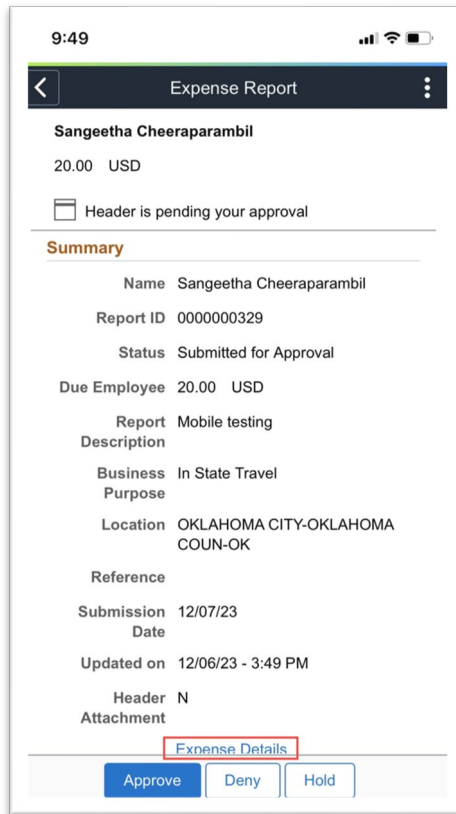 9:49
Expense Report
Sangeetha Cheeraparambil
20.00 USD
Header is pending your approval
Summary
Name Sangeetha Cheeraparambil
Report ID 0000000329
Status Submitted for Approval
Due Employee 20.00 USD
Report Mobile testing
Description
Business In State Travel
Purpose
Location OKLAHOMA CITY-OKLAHOMA
COUN-OK
Reference
Submission 12/07/23
Date
Updated on 12/06/23 - 3:49 PM
Header N
Attachment
Expense Details
Approve Deny Hold